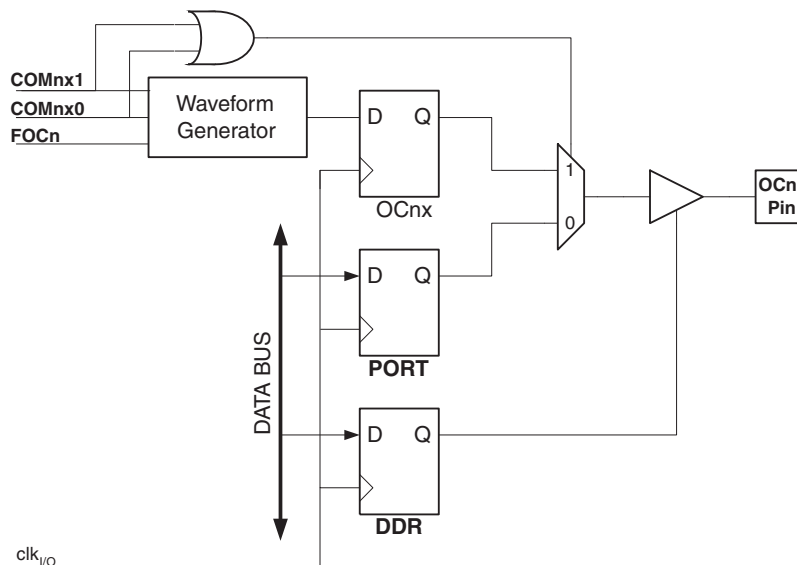 COMnx1
COMnx0
FOCn
Waveform
Generator
D Q
OCnx
1
0
OCn
Pin
D Q
PORT
D Q
DDR
DATA BUS
clkI/O